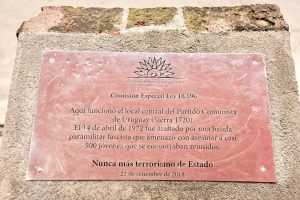 Comisión Especial Ley 18.596
Aquí funcionó el local central del Partido Comunista
de Uruguay (Sierra 1720).
El 14 de abril de 1972 fue asaltado por una banda
paramilitar fascista que amenazó con asesinar a casi
500 jóvenes que se encontraban reunidos.
Nunca más terrorismo de Estado
21 de setiembre de 2018